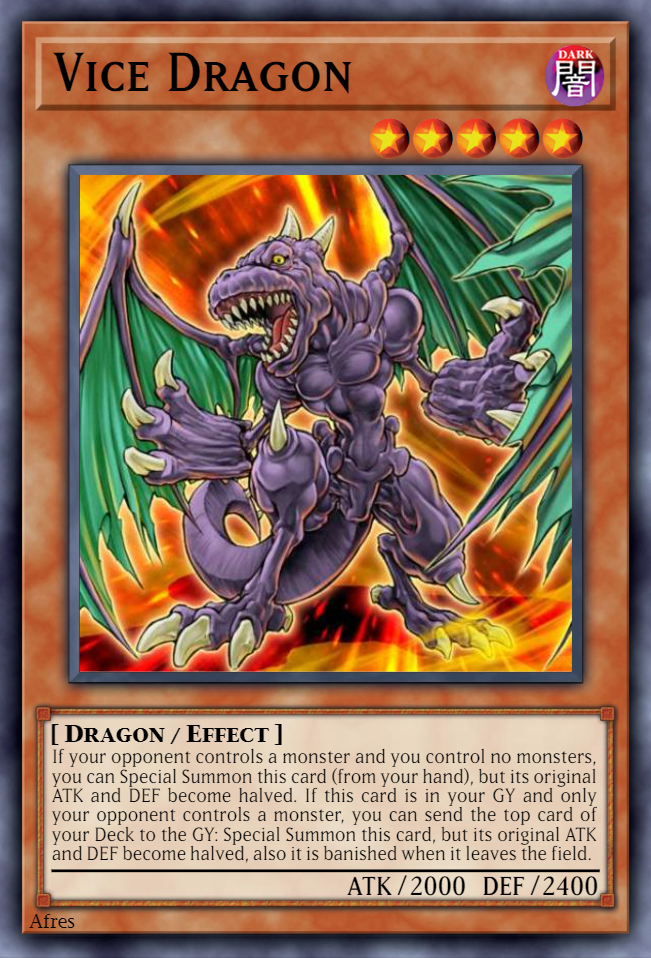 Vice Dragon
DARK
闇
[ Dragon / Effect ]
If your opponent controls a monster and you control no monsters,
you can Special Summon this card (from your hand), but its original
ATK and DEF become halved. If this card is in your GY and only
your opponent controls a monster, you can send the top card of
your Deck to the GY: Special Summon this card, but its original ATK
and DEF become halved, also it is banished when it leaves the field.
ATK / 2000 DEF / 2400
Afres